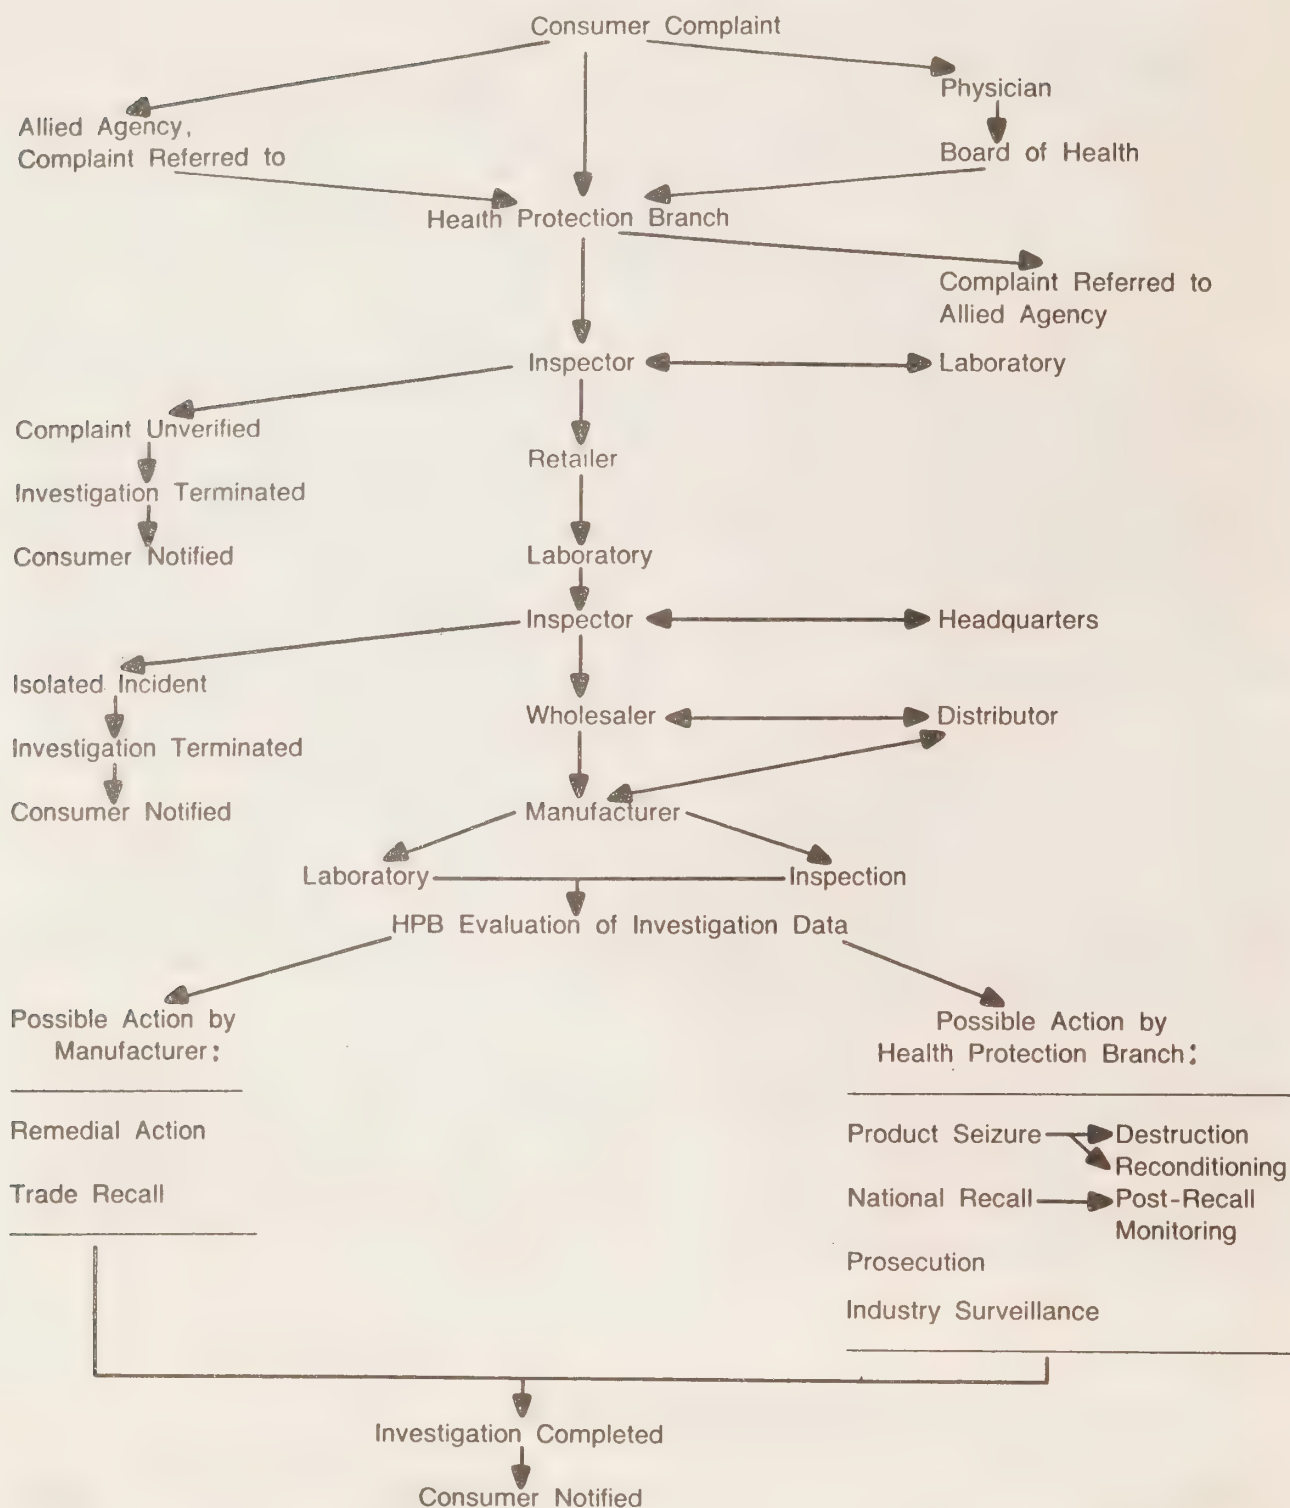 Consumer Complaint
Physician
Allied Agency,
Complaint Referred to
Board of Health
Health Protection Branch
Complaint Referred to
Allied Agency
Inspector
Laboratory
Complaint Unverified
Retailer
Investigation Terminated
Consumer Notified
Laboratory
Inspector
Headquarters
Isolated Incident
Wholesaler
Distributor
Investigation Terminated
Consumer Notified
Manufacturer
Laboratory
Inspection
HPB Evaluation of Investigation Data
Possible Action by
Manufacturer:
Remedial Action
Trade Recall
Possible Action by
Health Protection Branch:
Product Seizure
Destruction
Reconditioning
National Recall
Post-Recall
Monitoring
Prosecution
Industry Surveillance
Investigation Completed
Consumer Notified